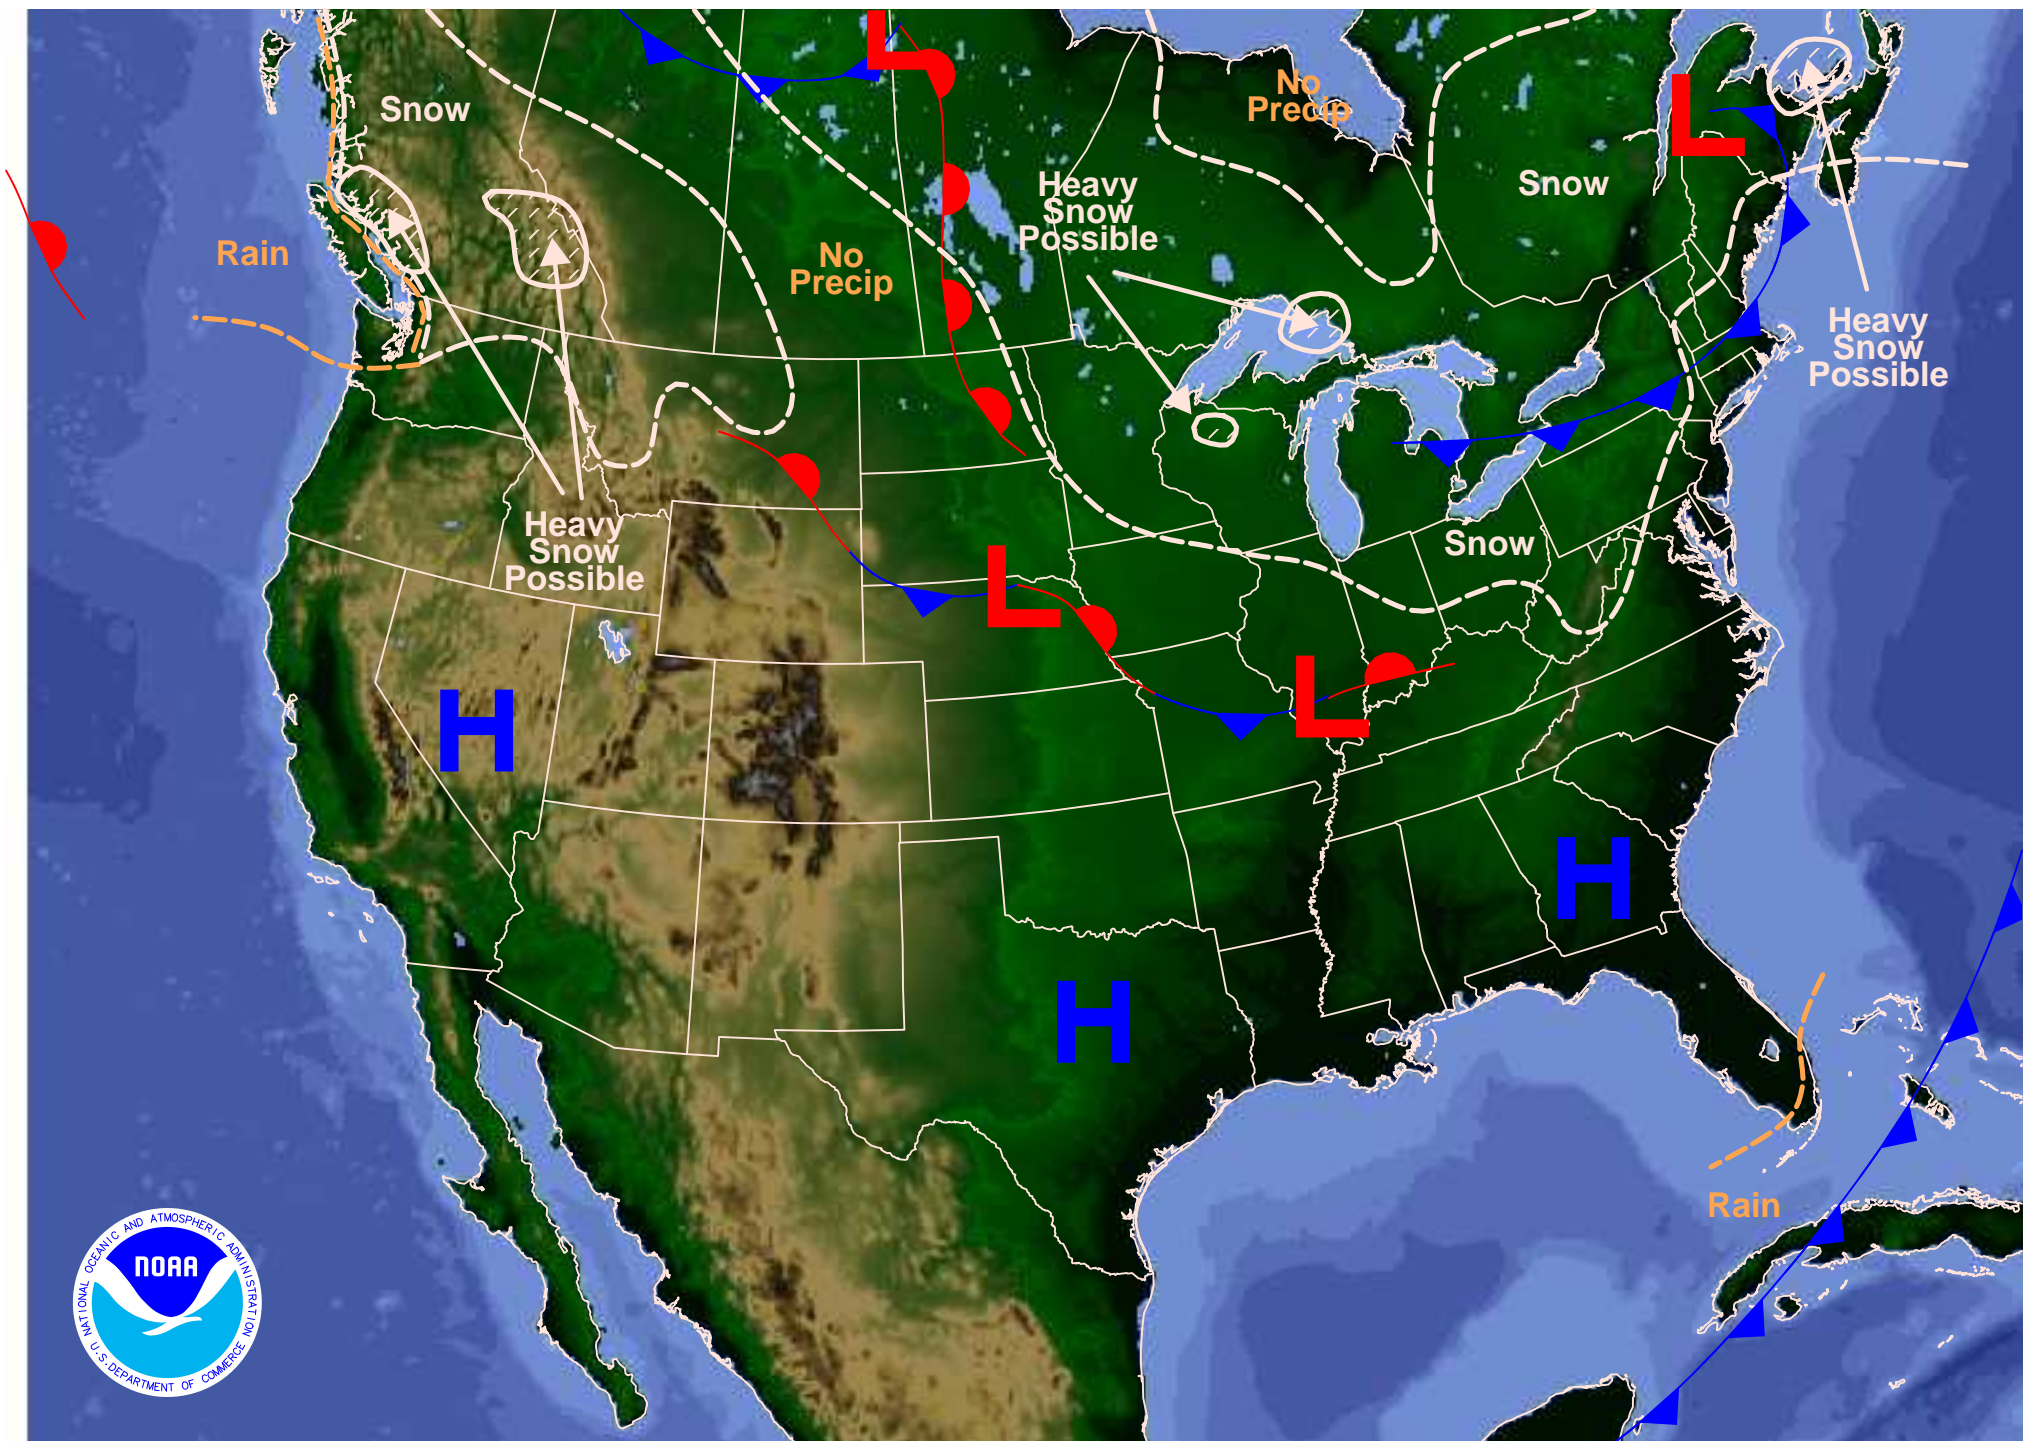 L
No
Precip
L
Snow
Heavy
Snow
Possible
Snow
Rain
No
Precip
Heavy
Snow
Possible
Heavy
Snow
Possible
Snow
L
L
H
H
H
Rain
NATIONAL OCEANIC AND ATMOSPHERIC ADMINISTRATION
NOAA
U.S. DEPARTMENT OF COMMERCE